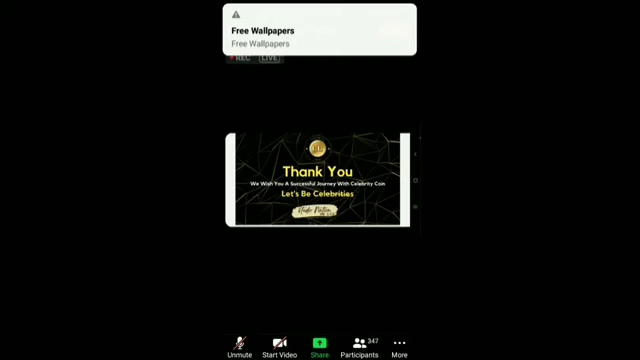 Free Wallpapers
Free Wallpapers
REC LIVE
Thank You
We Wish You A Successful Journey With Celebrity Coin
Let's Be Celebrities
347
Unmute Start Video Share Participants More